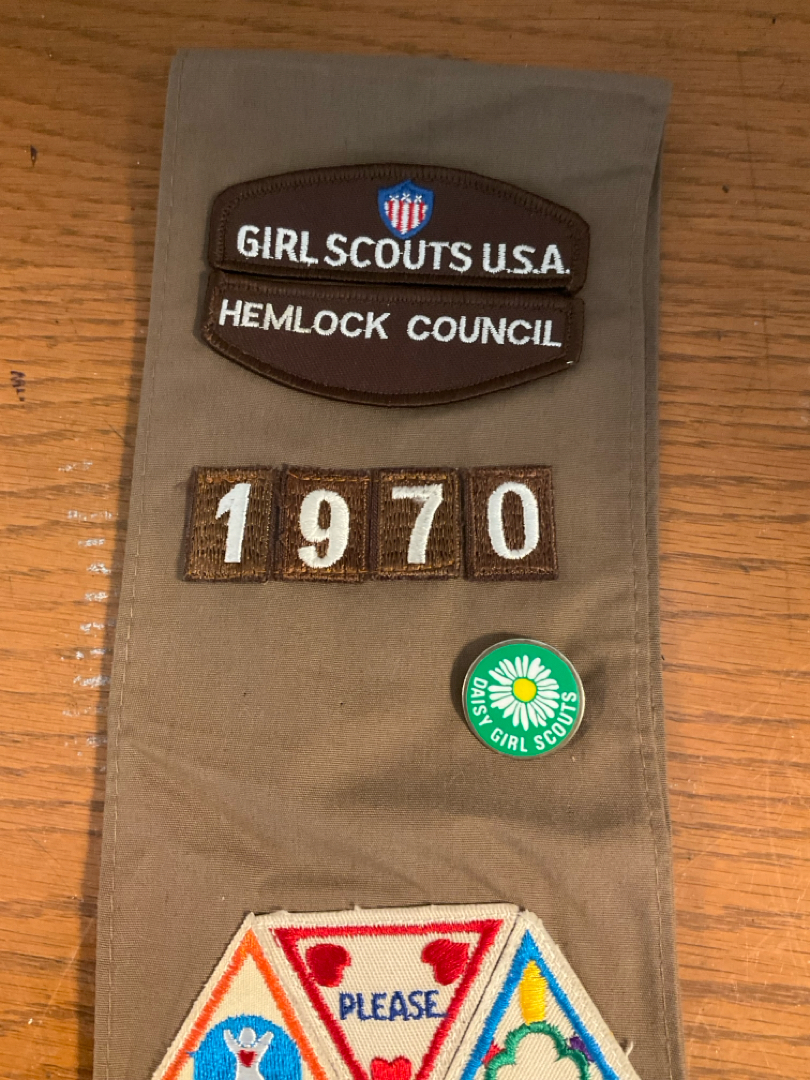 GIRL SCOUTS U.S.A.
HEMLOCK COUNCIL
1970
DAISY GIRL SCOUTS
PLEASE